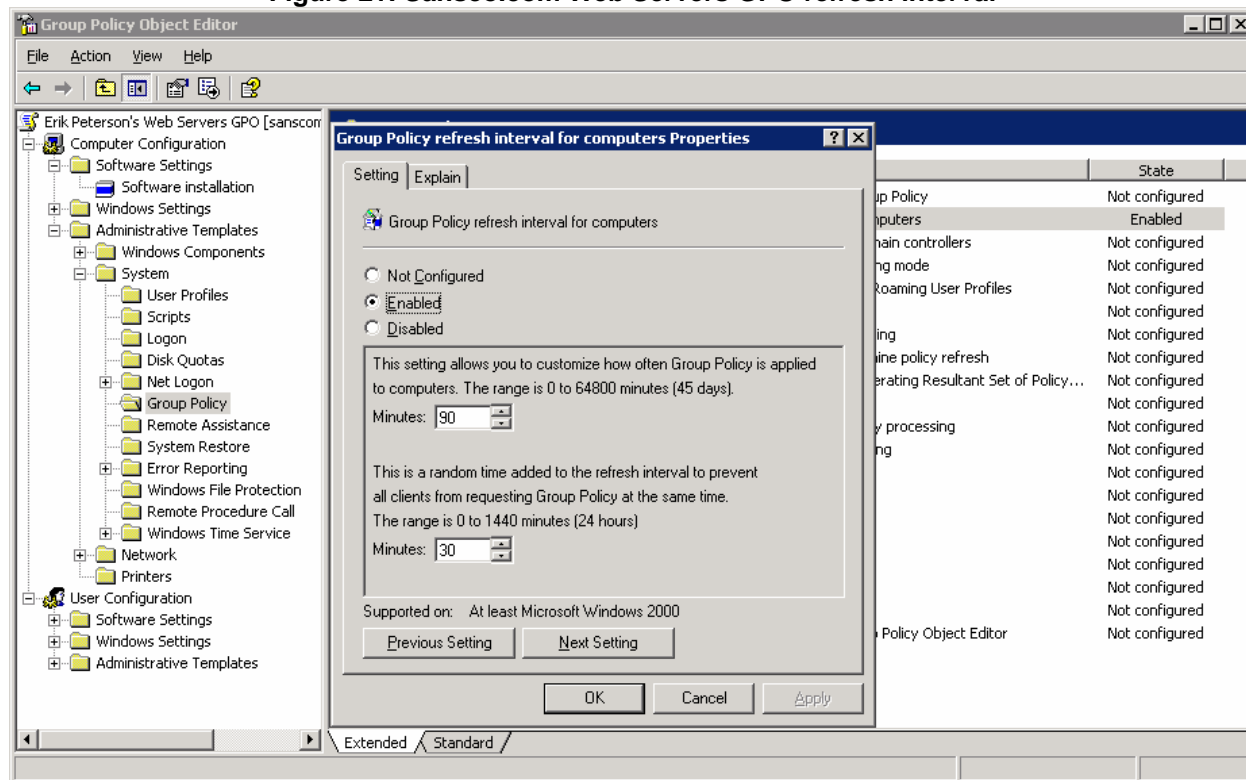 Group Policy Object Editor
File Action View Help
Erik Peterson's Web Servers GPO [sanscom
Computer Configuration
Software Settings
Software installation
Windows Settings
Administrative Templates
Windows Components
System
User Profiles
Scripts
Logon
Disk Quotas
Net Logon
Group Policy
Remote Assistance
System Restore
Error Reporting
Windows File Protection
Remote Procedure Call
Windows Time Service
Network
Printers
User Configuration
Software Settings
Windows Settings
Administrative Templates
Group Policy refresh interval for computers Properties
Setting Explain
Group Policy refresh interval for computers
Not Configured
Enabled
Disabled
This setting allows you to customize how often Group Policy is applied
to computers. The range is 0 to 64800 minutes (45 days).
Minutes: 90
This is a random time added to the refresh interval to prevent
all clients from requesting Group Policy at the same time.
The range is 0 to 1440 minutes (24 hours)
Minutes: 30
Supported on: At least Microsoft Windows 2000
Previous Setting Next Setting
OK Cancel Apply
State
up Policy Not configured
mputers Enabled
main controllers Not configured
ng mode Not configured
Roaming User Profiles Not configured
Not configured
ing Not configured
ine policy refresh Not configured
erating Resultant Set of Policy... Not configured
Not configured
y processing Not configured
ng Not configured
Not configured
Not configured
Not configured
Not configured
Not configured
Not configured
Not configured
Policy Object Editor Not configured
Extended Standard